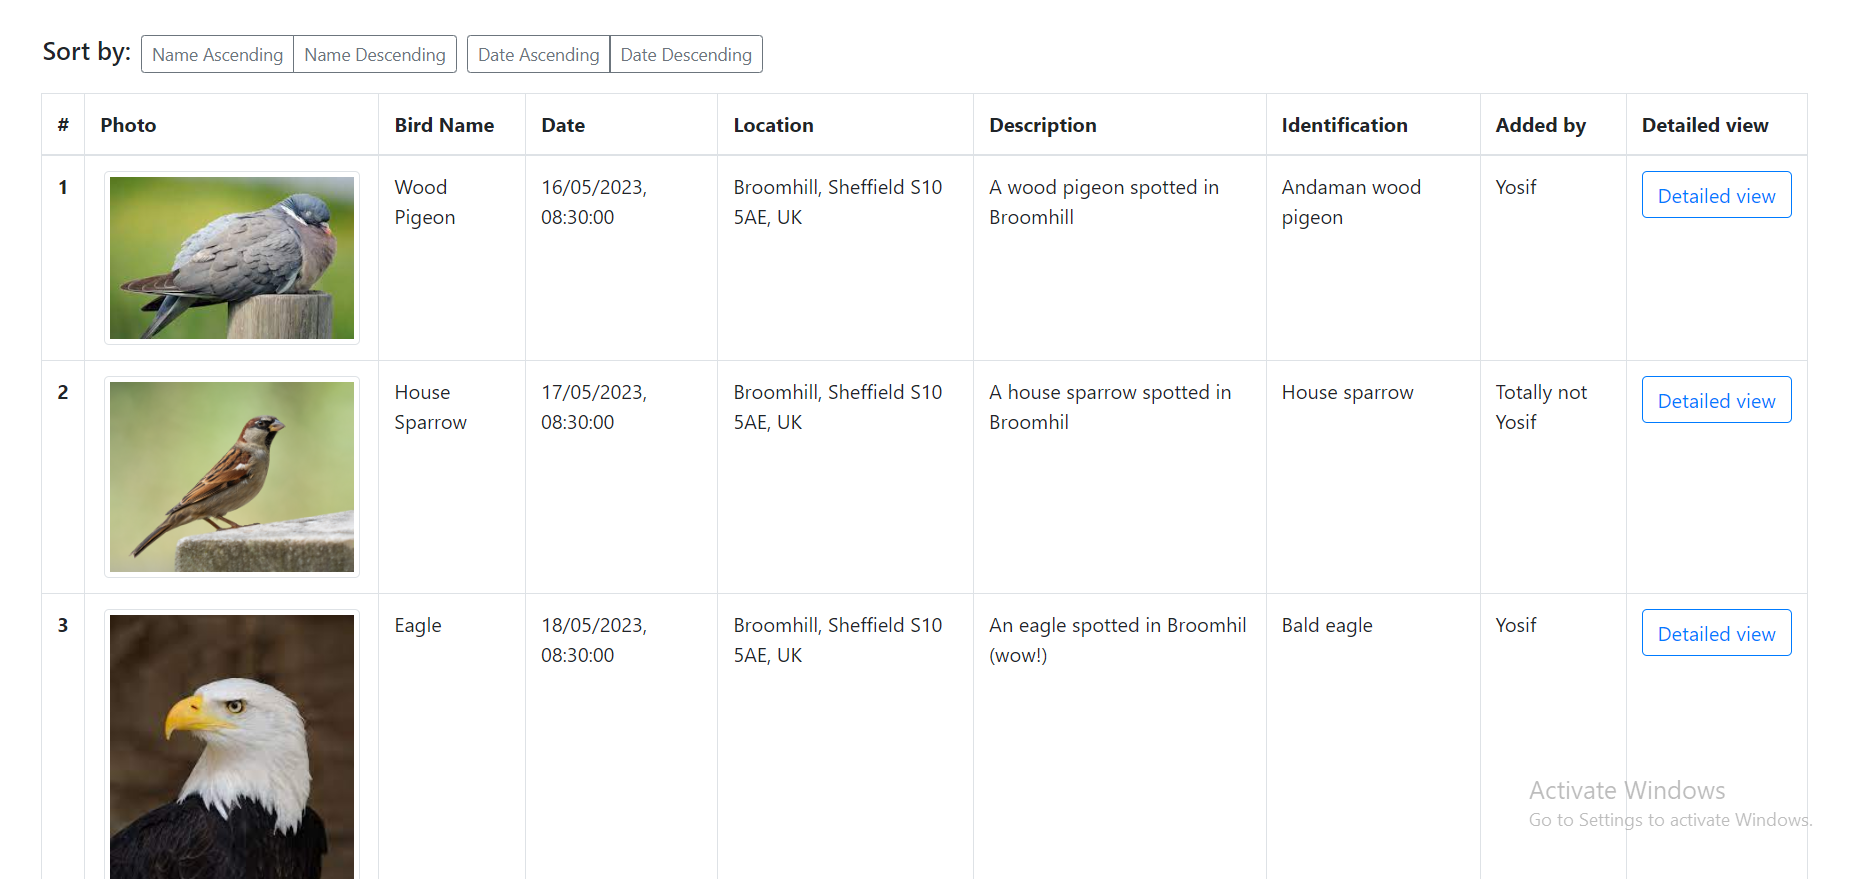 Sort by: Name Ascending Name Descending Date Ascending Date Descending
# Photo Bird Name Date Location Description Identification Added by Detailed view
1 Wood 16/05/2023, Broomhill, Sheffield S10 A wood pigeon spotted in Andaman wood Yosif Detailed view
Pigeon 08:30:00 5AE, UK Broomhill pigeon
2 House 17/05/2023, Broomhill, Sheffield S10 A house sparrow spotted in House sparrow Totally not Detailed view
Sparrow 08:30:00 5AE, UK Broomhil Yosif
3 Eagle 18/05/2023, Broomhill, Sheffield S10 An eagle spotted in Broomhil Bald eagle Yosif Detailed view
08:30:00 5AE, UK (wow!)
Activate Windows
Go to Settings to activate Windows.